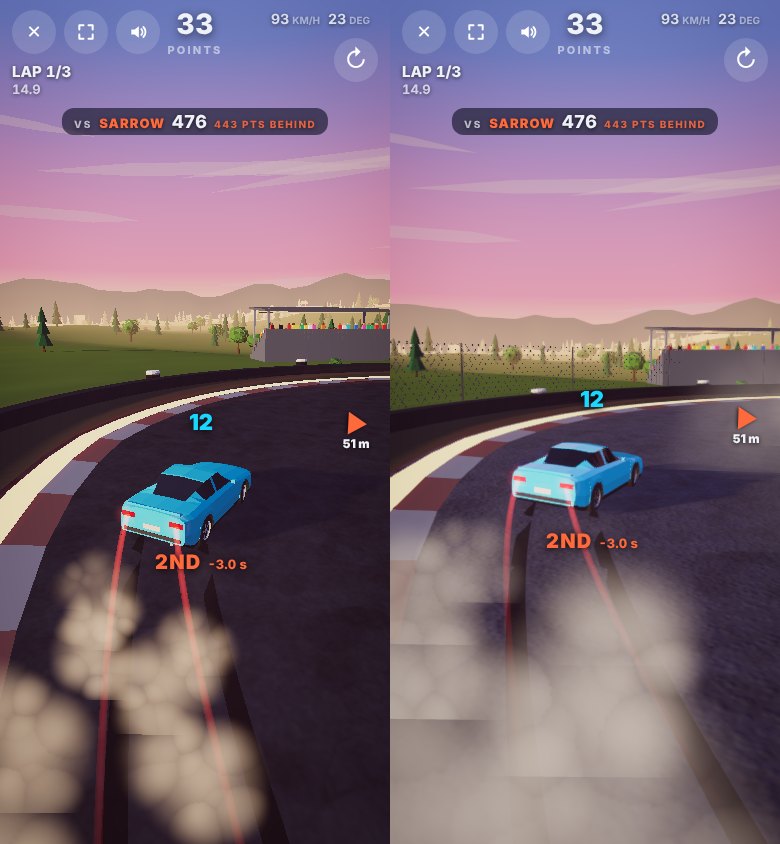 33
POINTS
93 KM/H 23 DEG
LAP 1/3
14.9
VS SARROW 476 443 PTS BEHIND
12
51m
2ND -3.0 s
33
POINTS
93 KM/H 23 DEG
LAP 1/3
14.9
VS SARROW 476 443 PTS BEHIND
12
51m
2ND -3.0 s